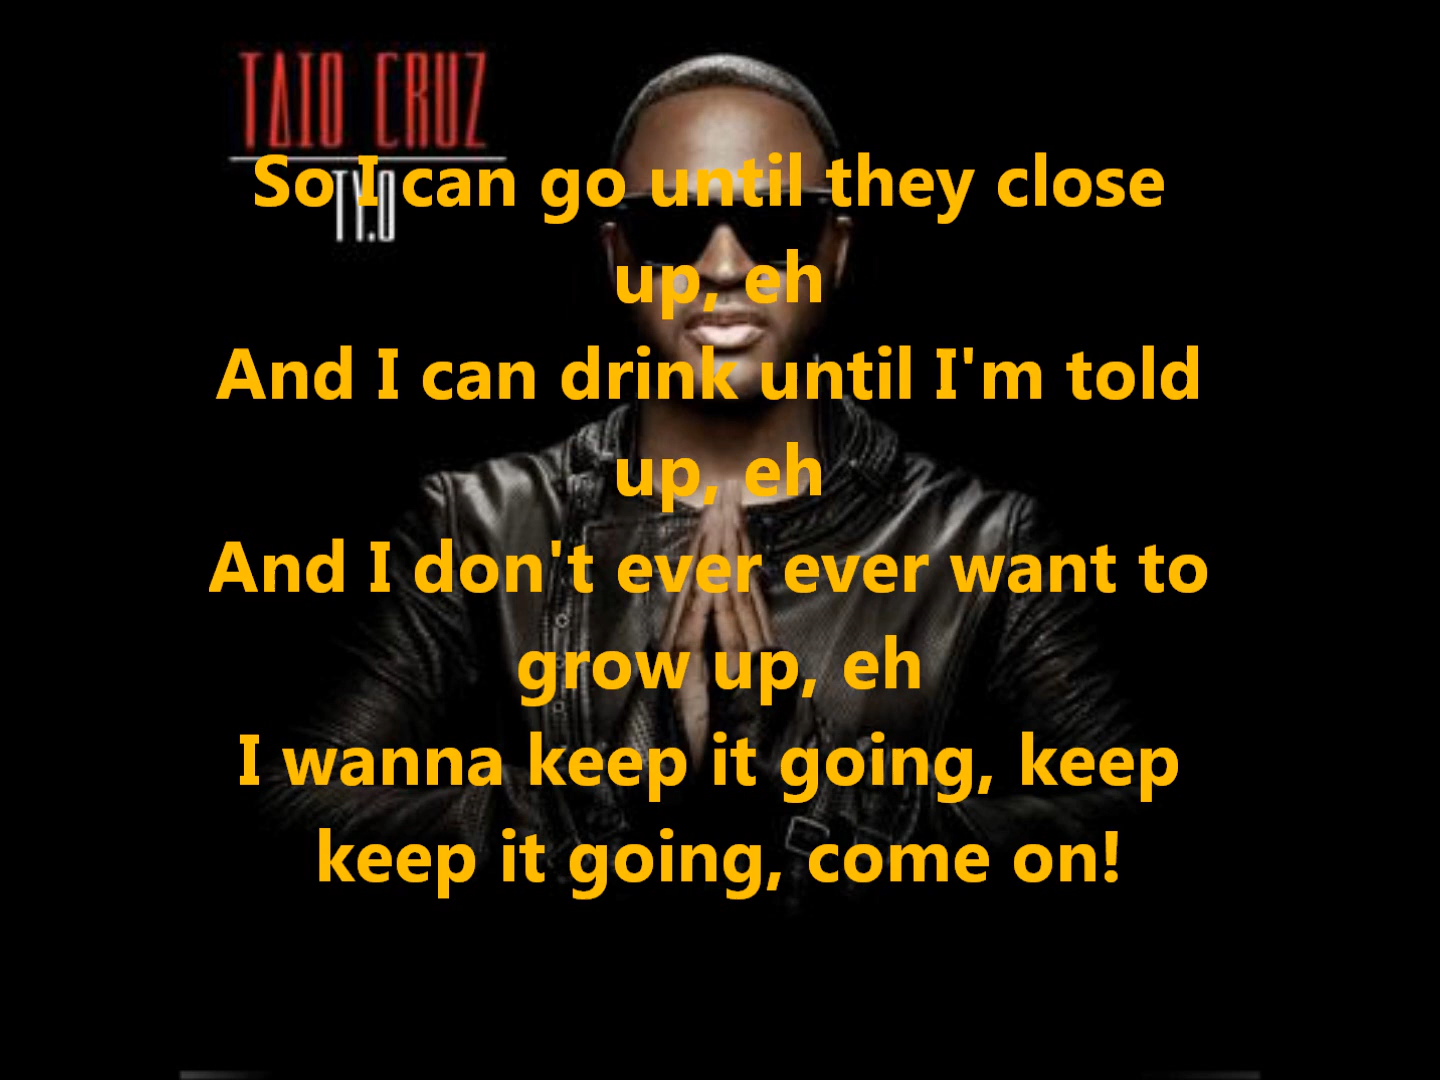 TAIO CRUZ
TY.O
So I can go until they close
up, eh
And I can drink until I'm told
up, eh
And I don't ever ever want to
grow up, eh
I wanna keep it going, keep
keep it going, come on!